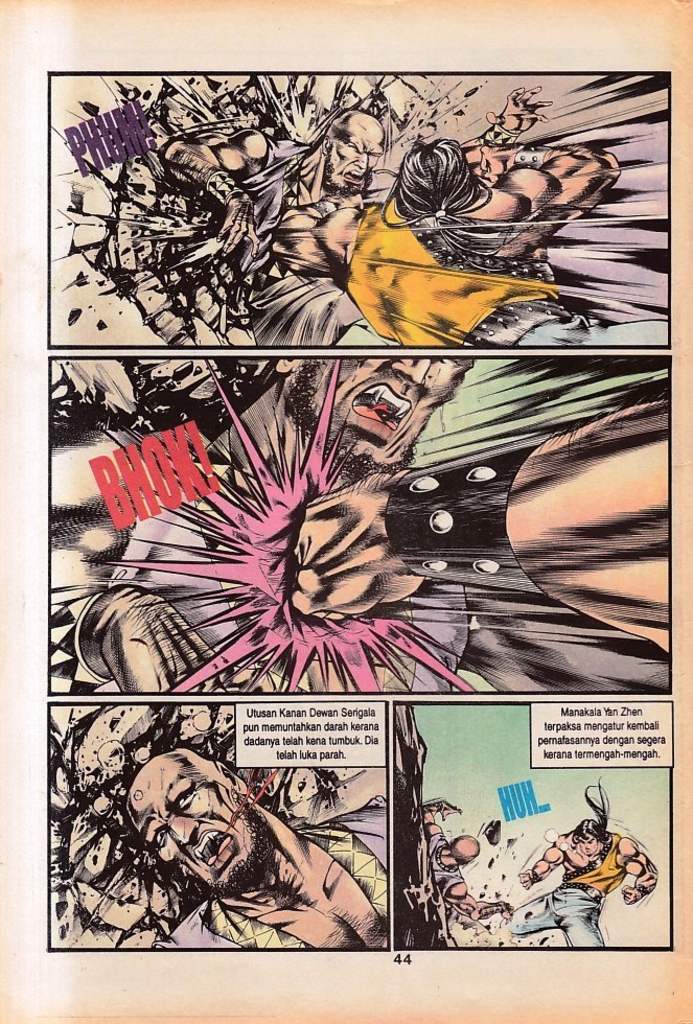 PHUM!
BHOK!
Utusan Kanan Dewan Serigala
pun memuntahkan darah kerana
dadanya telah kena tumbuk. Dia
telah luka parah.
Manakala Yan Zhen
terpaksa mengatur kembali
pernafasannya dengan segera
kerana termengah-mengah.
HUH...
44